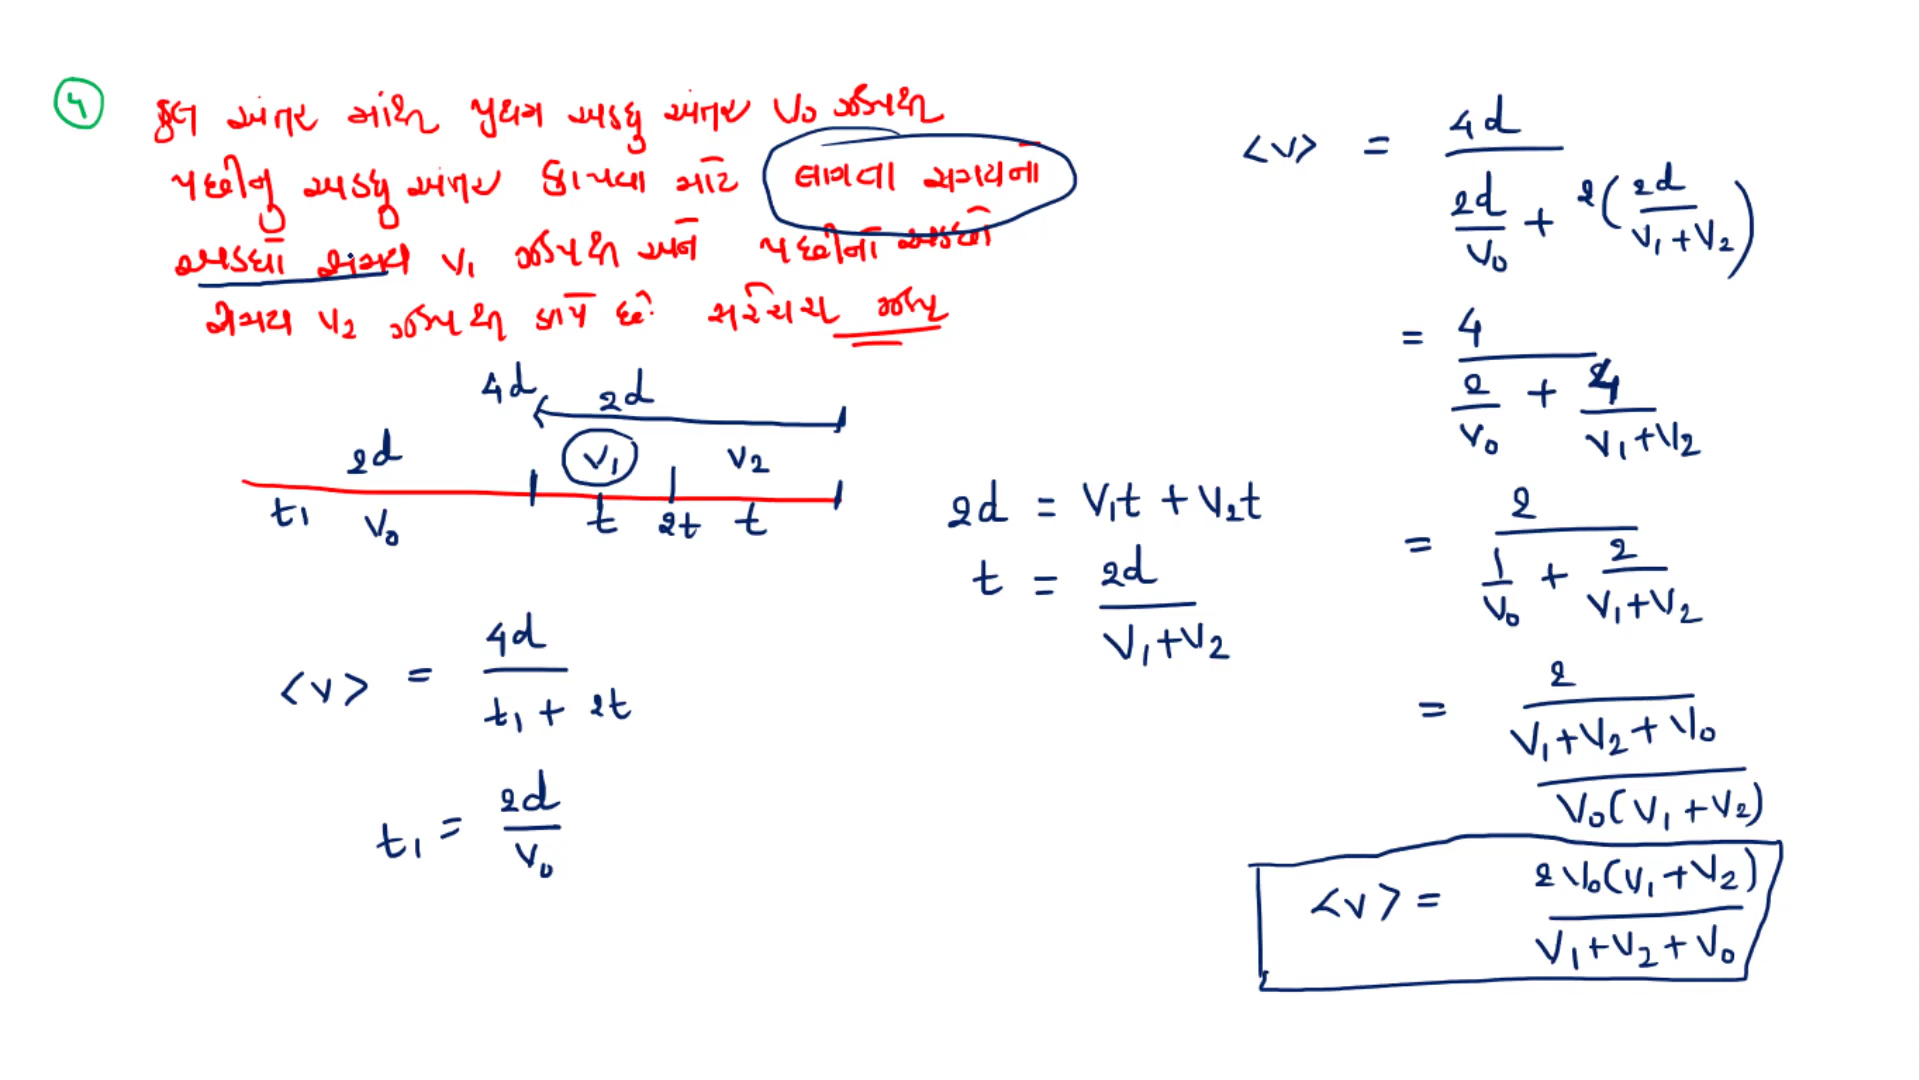 ૫ કુલ અંતર માંથી પ્રથમ અડધુ અંતર V₀ ઝડપથી
પછીનુ અડધુ અંતર કાપવા માટે લાગતા સમયનો
અડધો સમય V₁ ઝડપથી અને પછીનો અડધો
સમય V₂ ઝડપથી કાપે છે. સરેરાશ ઝડપ
4d 2d
2d V₁ V₂
t₁ V₀ t 2t t
<v> = 4d / (t₁ + 2t)
t₁ = 2d / V₀
2d = V₁t + V₂t
t = 2d / (V₁+V₂)
<v> = 4d / (2d/V₀ + 2(2d/(V₁+V₂)))
= 4 / (2/V₀ + 4/(V₁+V₂))
= 2 / (1/V₀ + 2/(V₁+V₂))
= 2 / ((V₁+V₂+V₀) / (V₀(V₁+V₂)))
<v> = 2V₀(V₁+V₂) / (V₁+V₂+V₀)